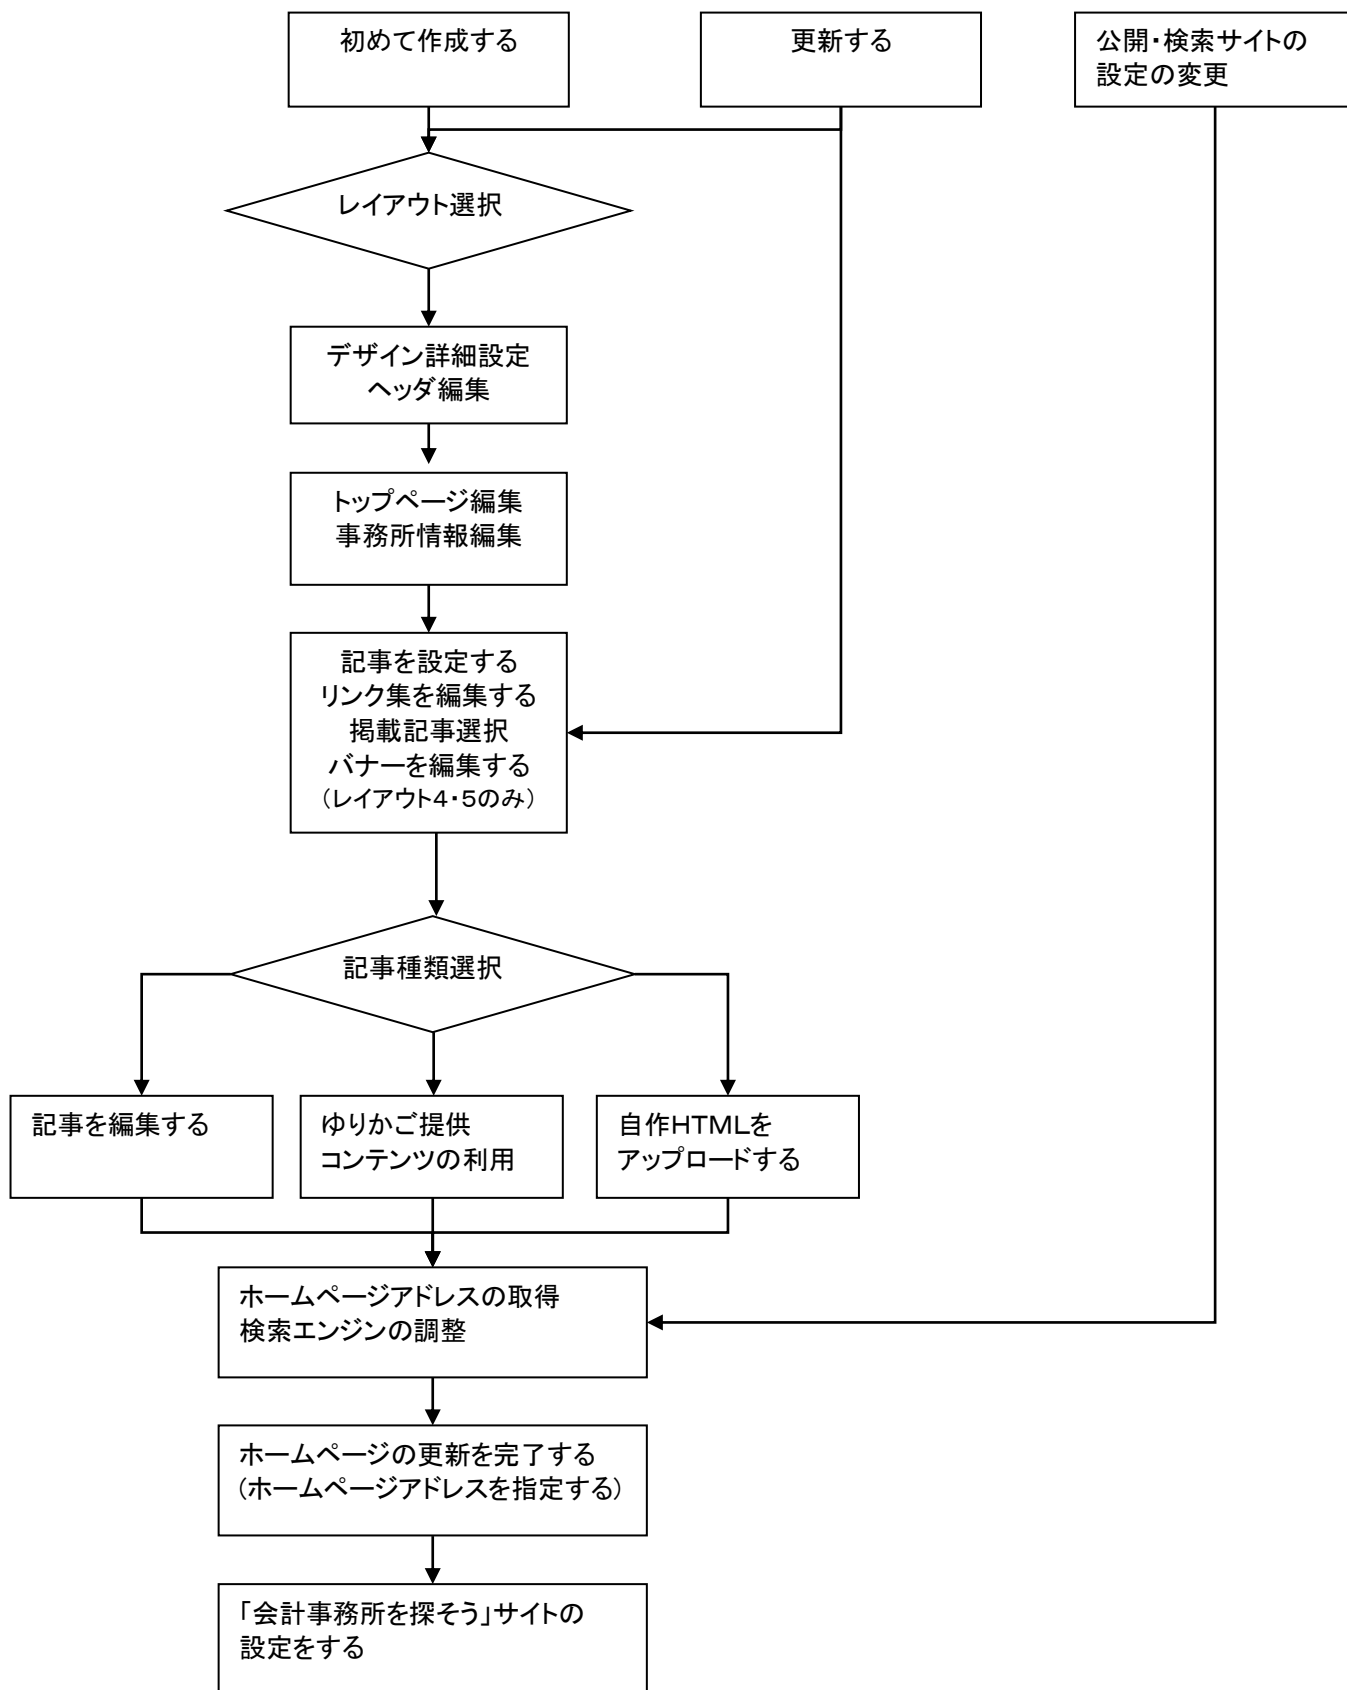 初めて作成する
更新する
公開・検索サイトの
設定の変更
レイアウト選択
デザイン詳細設定
ヘッダ編集
トップページ編集
事務所情報編集
記事を設定する
リンク集を編集する
掲載記事選択
バナーを編集する
（レイアウト４・５のみ）
記事種類選択
記事を編集する
ゆりかご提供
コンテンツの利用
自作ＨＴＭＬを
アップロードする
ホームページアドレスの取得
検索エンジンの調整
ホームページの更新を完了する
（ホームページアドレスを指定する）
「会計事務所を探そう」サイトの
設定をする